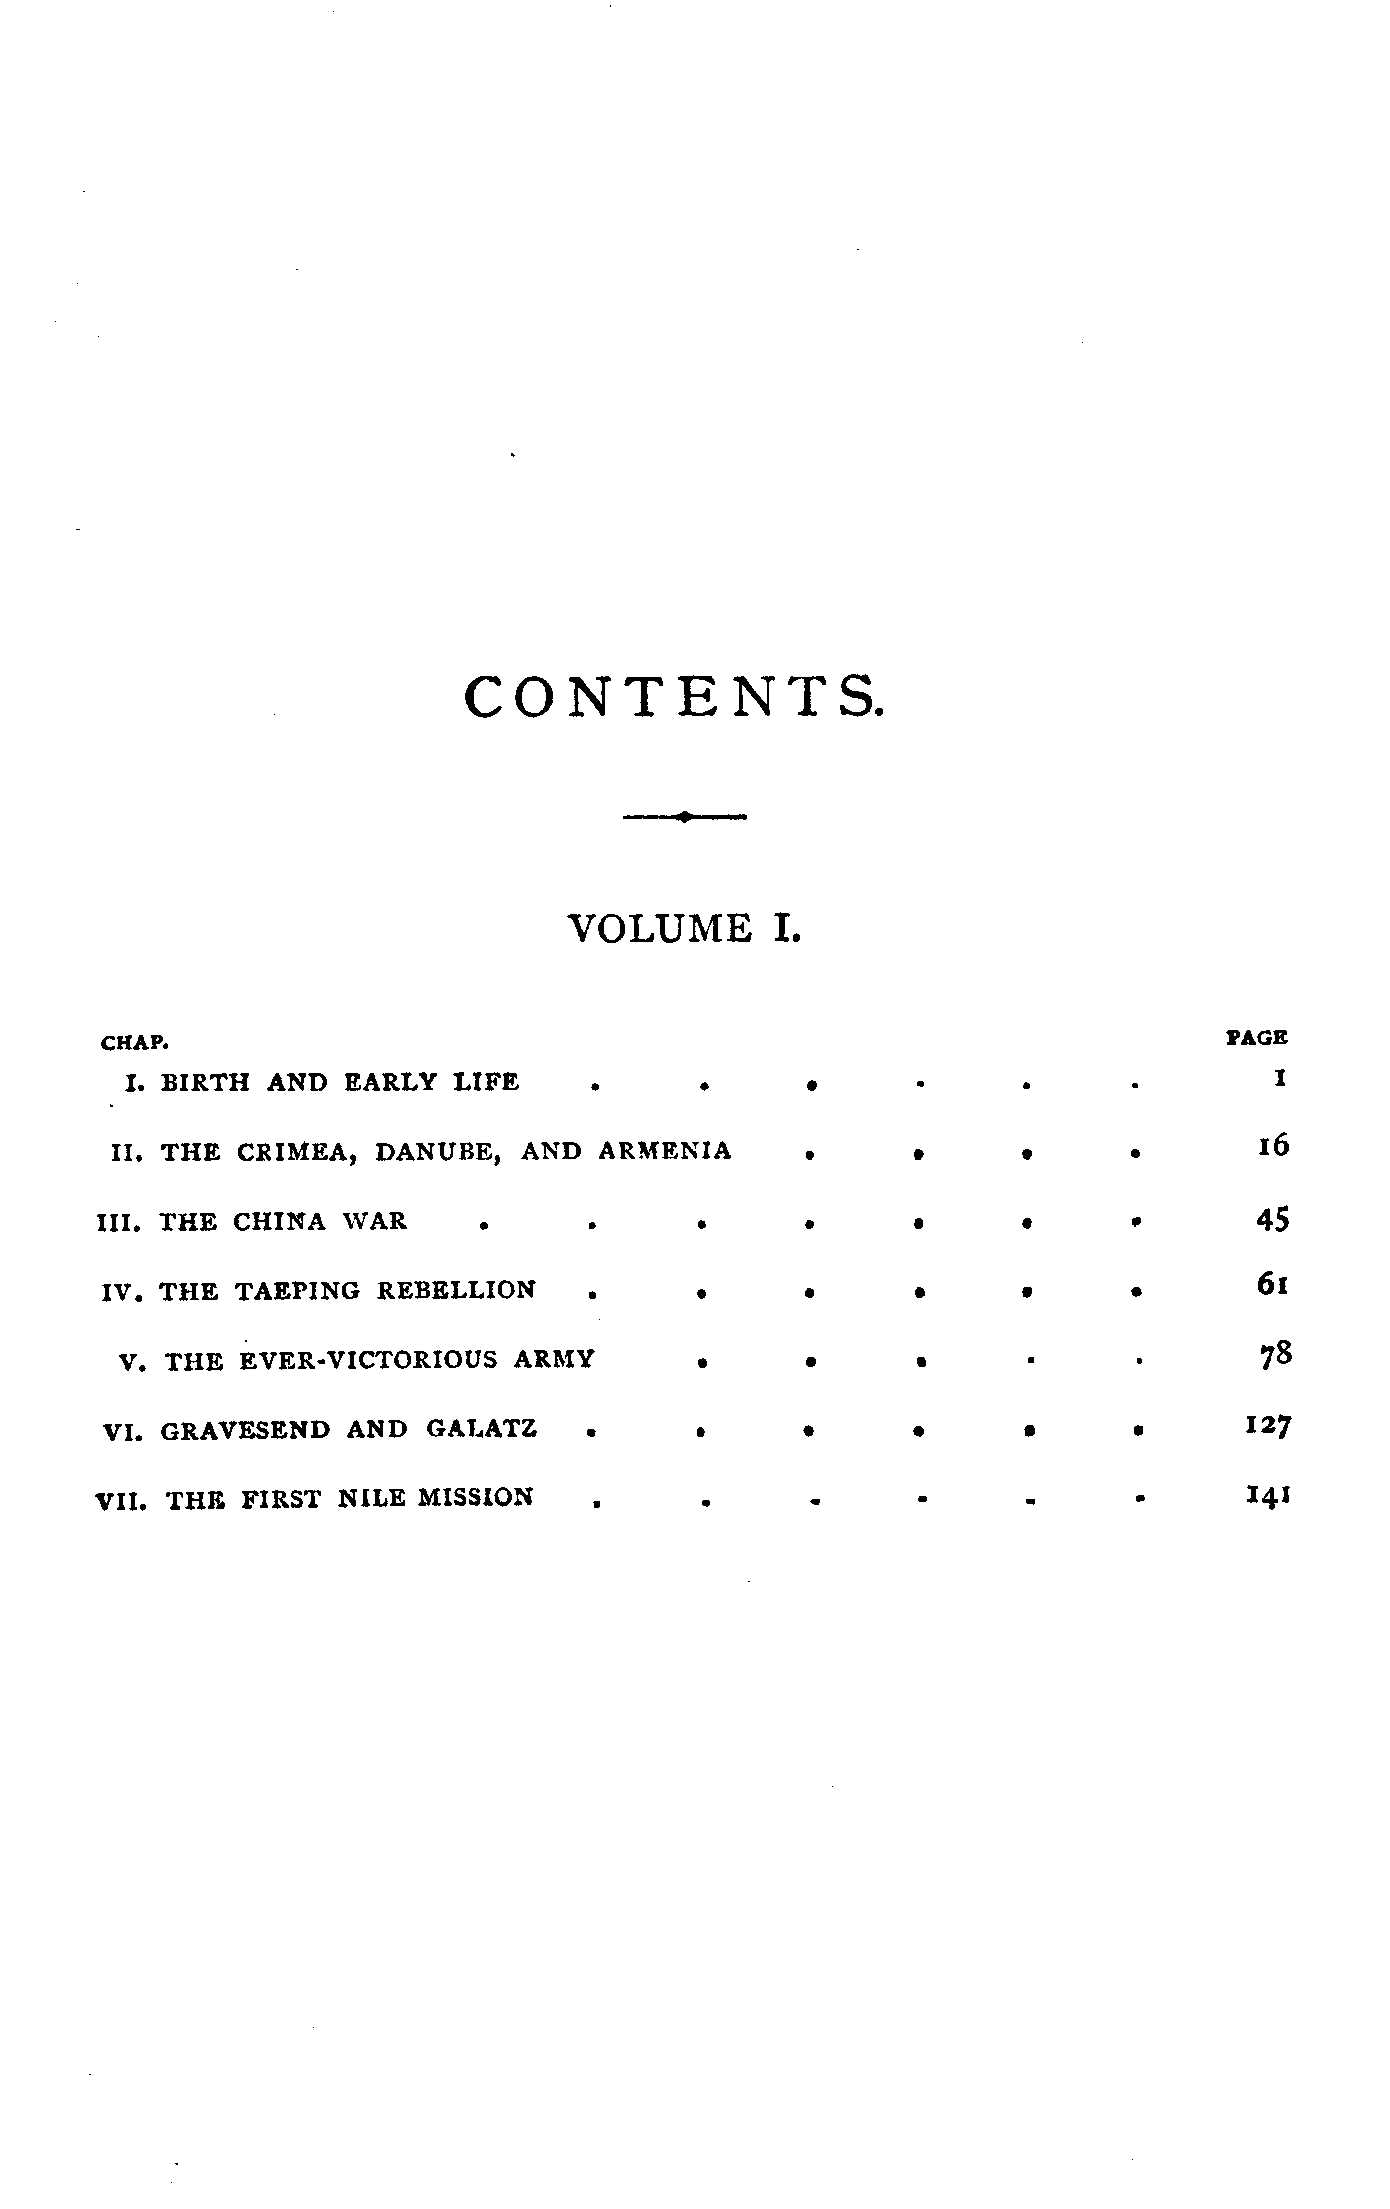 CONTENTS.
VOLUME I.
CHAP. PAGE
I. BIRTH AND EARLY LIFE . . . . . . 1
II. THE CRIMEA, DANUBE, AND ARMENIA . . . . 16
III. THE CHINA WAR . . . . . . . 45
IV. THE TAEPING REBELLION . . . . . . 61
V. THE EVER-VICTORIOUS ARMY . . . . . 78
VI. GRAVESEND AND GALATZ . . . . . . 127
VII. THE FIRST NILE MISSION . . . . . . 141